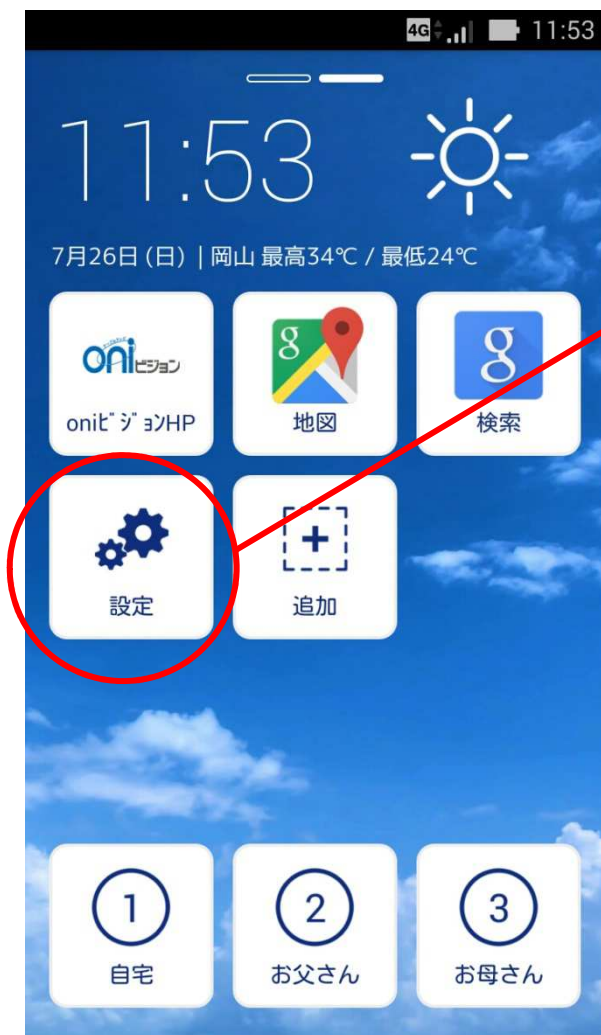 4G 11:53
11:53
7月26日 (日) | 岡山 最高34℃ / 最低24℃
oniビジョン
oniビジョンHP
g
地図
g
検索
設定
追加
1
自宅
2
お父さん
3
お母さん